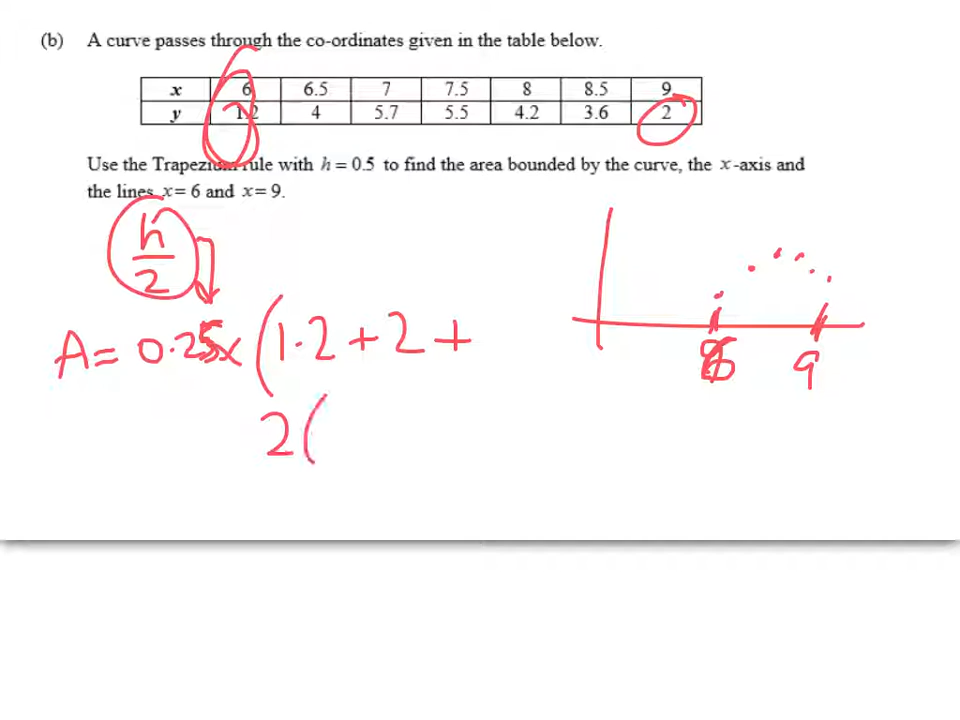 (b) A curve passes through the co-ordinates given in the table below.
x 6 6.5 7 7.5 8 8.5 9
y 1.2 4 5.7 5.5 4.2 3.6 2
Use the Trapezium rule with h = 0.5 to find the area bounded by the curve, the x-axis and
the lines x= 6 and x= 9.
h
2
A = 0.25x (1.2 + 2 +
2(
6 9